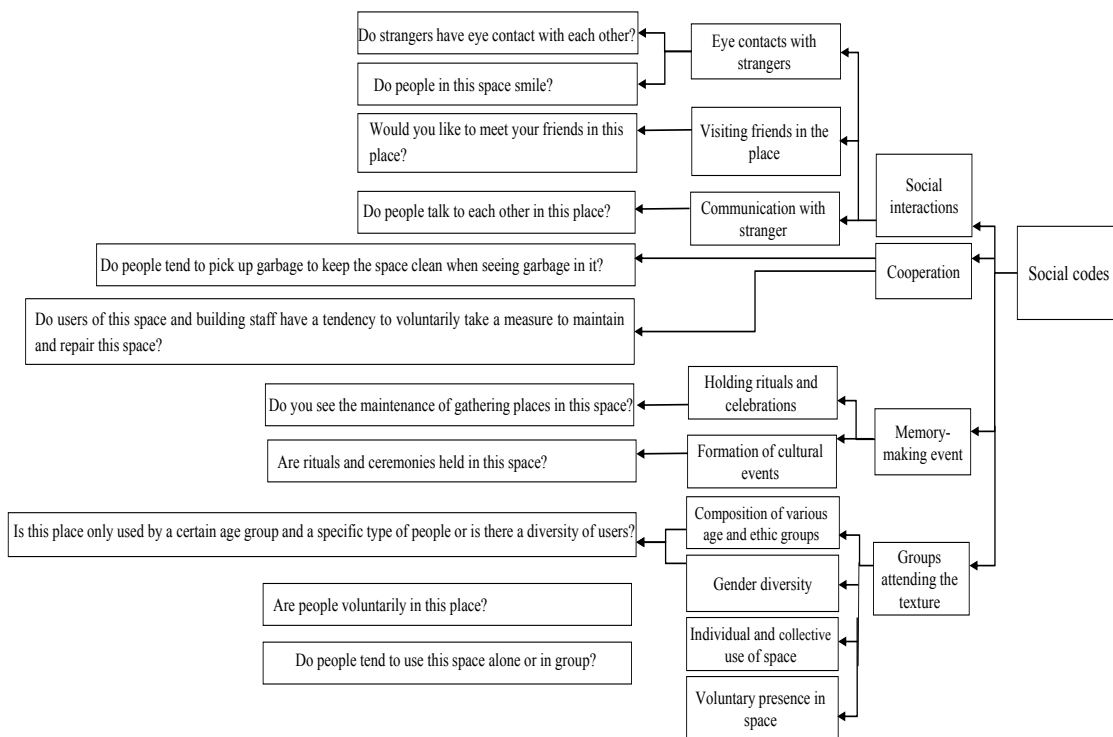 Do strangers have eye contact with each other?
Do people in this space smile?
Would you like to meet your friends in this
place?
Do people talk to each other in this place?
Do people tend to pick up garbage to keep the space clean when seeing garbage in it?
Do users of this space and building staff have a tendency to voluntarily take a measure to maintain
and repair this space?
Do you see the maintenance of gathering places in this space?
Are rituals and ceremonies held in this space?
Is this place only used by a certain age group and a specific type of people or is there a diversity of users?
Are people voluntarily in this place?
Do people tend to use this space alone or in group?
Eye contacts with
strangers
Visiting friends in the
place
Communication with
stranger
Holding rituals and
celebrations
Formation of cultural
events
Composition of various
age and ethic groups
Gender diversity
Individual and collective
use of space
Voluntary presence in
space
Social
interactions
Cooperation
Memory-
making event
Groups
attending the
texture
Social codes